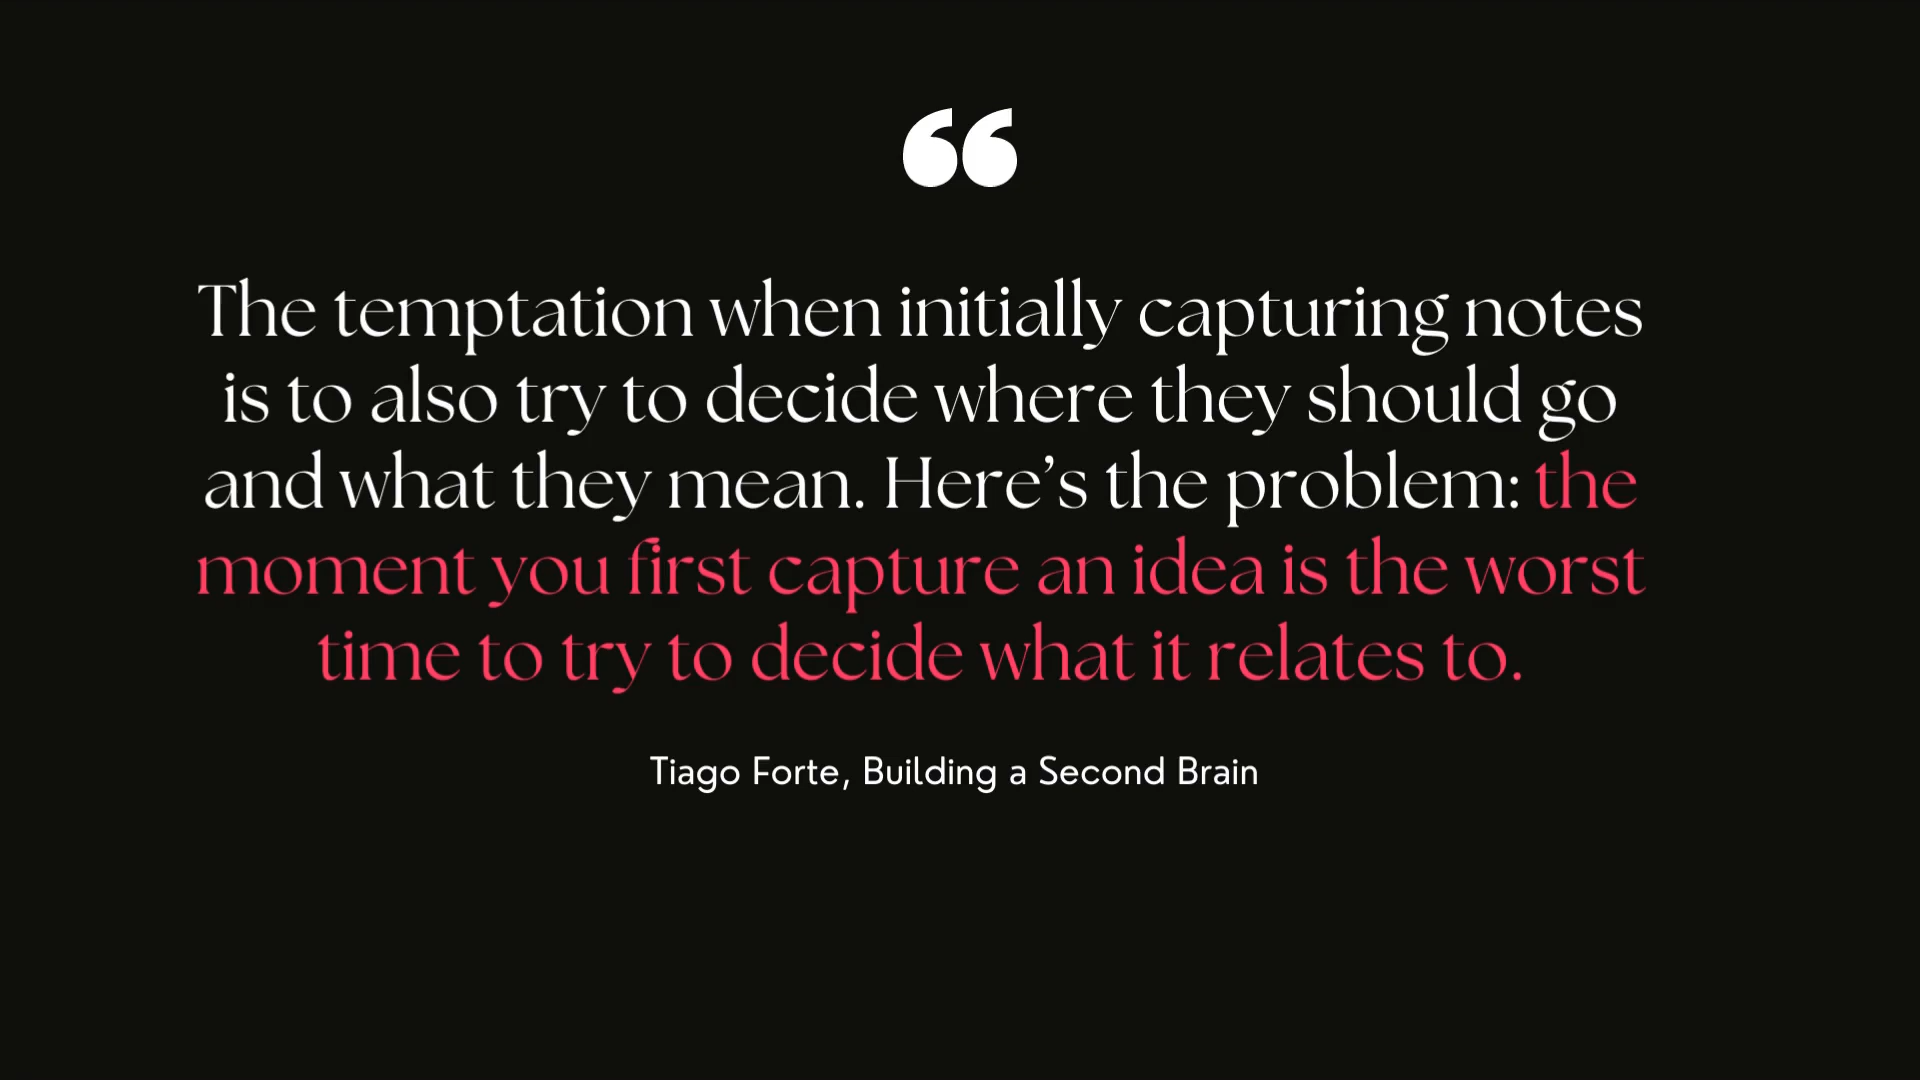 “
The temptation when initially capturing notes
is to also try to decide where they should go
and what they mean. Here’s the problem: the
moment you first capture an idea is the worst
time to try to decide what it relates to.
Tiago Forte, Building a Second Brain